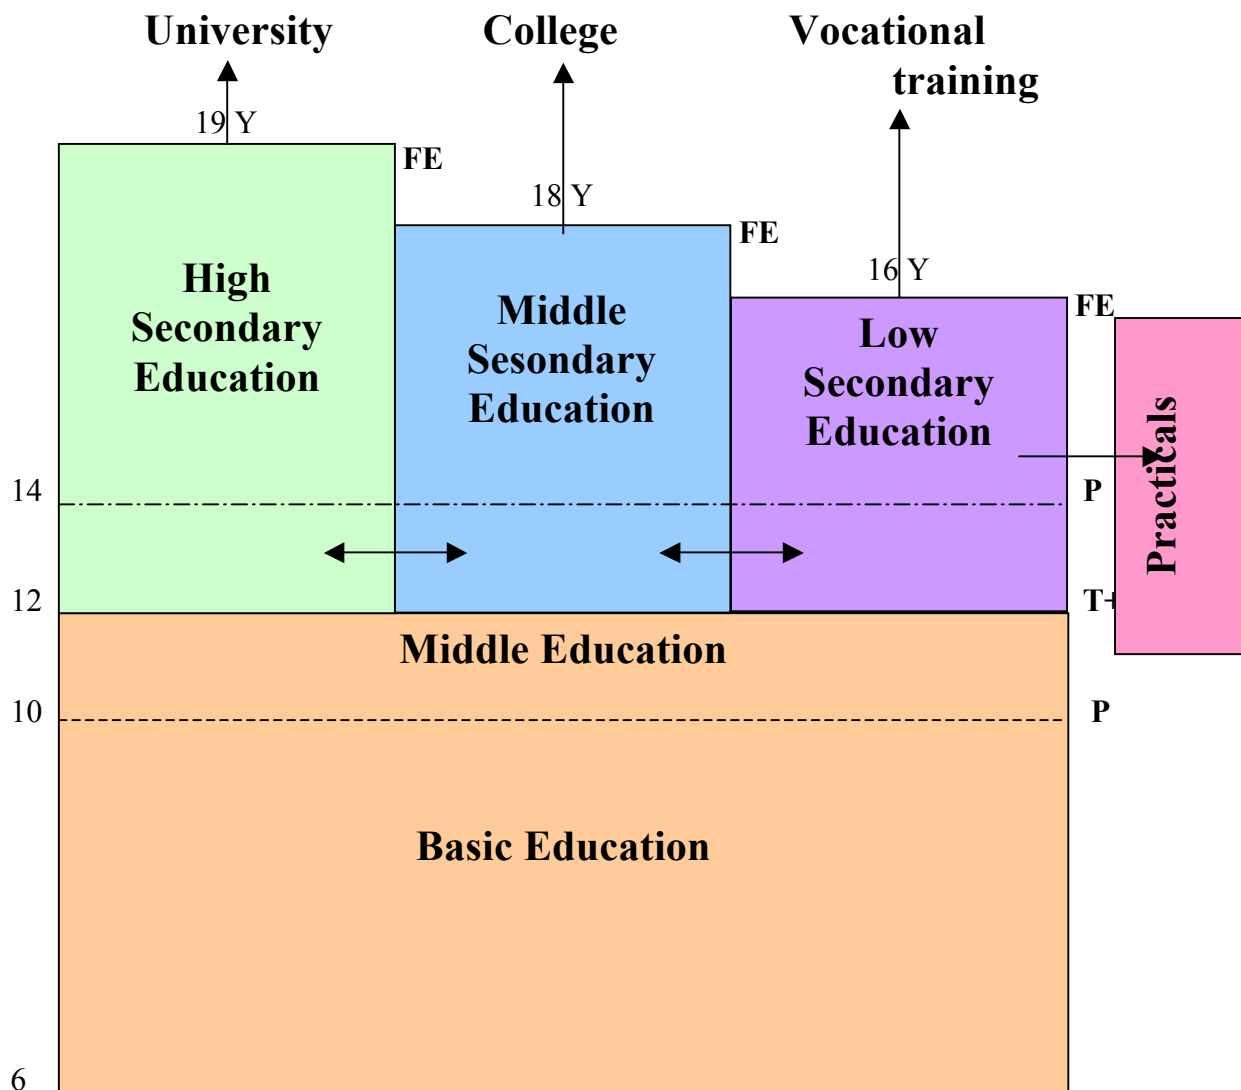 University College Vocational
training
19 Y
FE
18 Y
FE
16 Y
FE
High
Secondary
Education
Middle
Sesondary
Education
Low
Secondary
Education
Practicals
14
P
12
T+
Middle Education
10
P
Basic Education
6